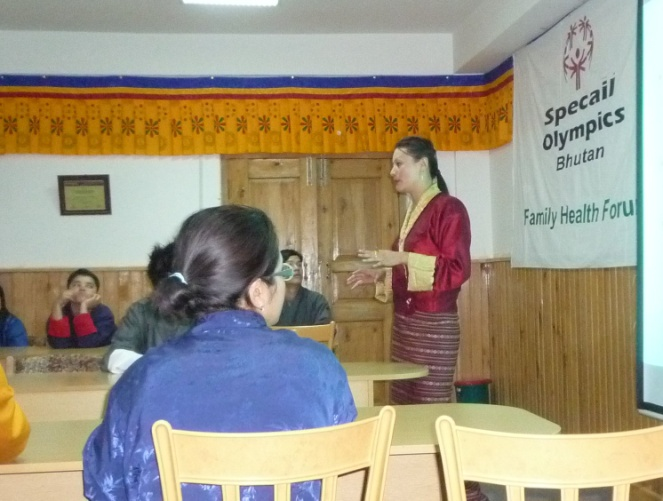 Specail
Olympics
Bhutan
Family Health Foru